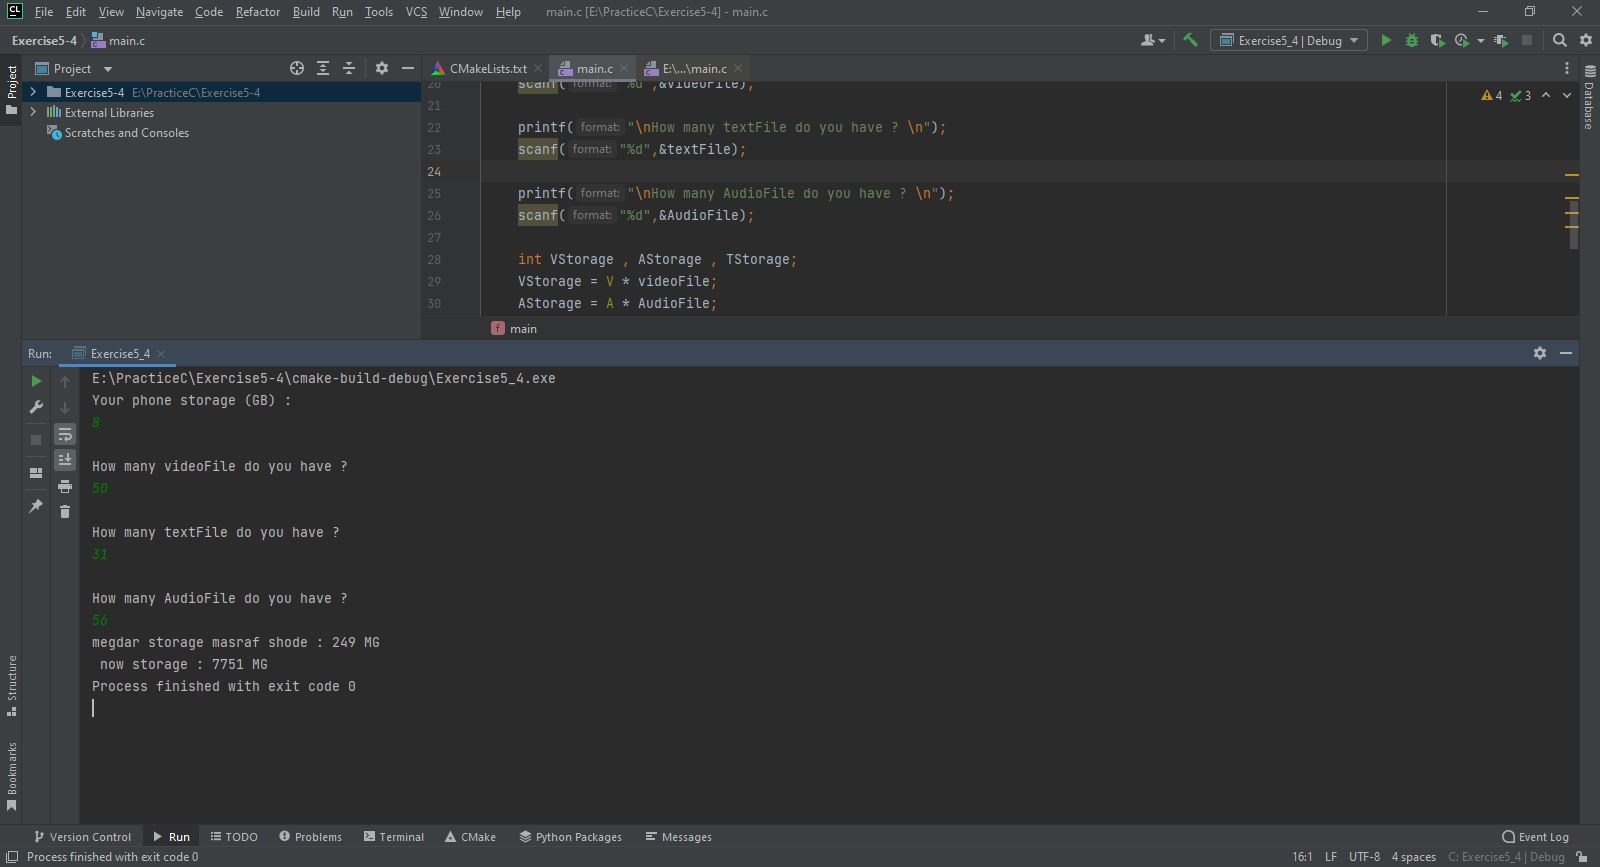 CL File Edit View Navigate Code Refactor Build Run Tools VCS Window Help main.c [E:\PracticeC\Exercise5-4] - main.c
Exercise5-4 main.c Exercise5_4 | Debug
Project CMakeLists.txt main.c E:\...\main.c
Project
Exercise5-4 E:\PracticeC\Exercise5-4
External Libraries
Scratches and Consoles
20 scanf( "%d",&videoFile);
21
22 printf( format: "\nHow many textFile do you have ? \n");
23 scanf( format: "%d",&textFile);
24
25 printf( format: "\nHow many AudioFile do you have ? \n");
26 scanf( format: "%d",&AudioFile);
27
28 int VStorage , AStorage , TStorage;
29 VStorage = V * videoFile;
30 AStorage = A * AudioFile;
4 3
Database
f main
Run: Exercise5_4
E:\PracticeC\Exercise5-4\cmake-build-debug\Exercise5_4.exe
Your phone storage (GB) :
8
How many videoFile do you have ?
50
How many textFile do you have ?
31
How many AudioFile do you have ?
56
megdar storage masraf shode : 249 MG
now storage : 7751 MG
Process finished with exit code 0
Structure
Bookmarks
Version Control Run TODO Problems Terminal CMake Python Packages Messages Event Log
Process finished with exit code 0 16:1 LF UTF-8 4 spaces C: Exercise5_4 | Debug